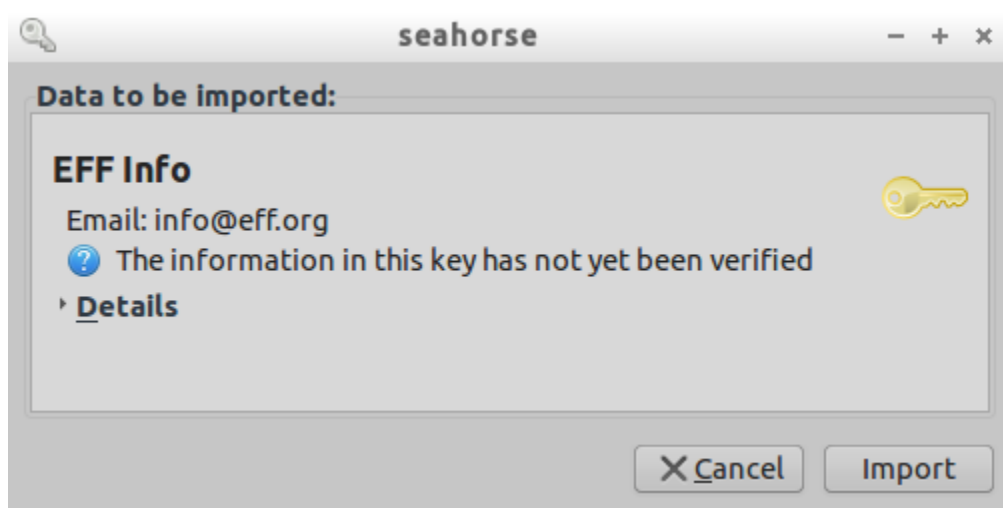 seahorse
Data to be imported:
EFF Info
Email: info@eff.org
The information in this key has not yet been verified
Details
Cancel Import